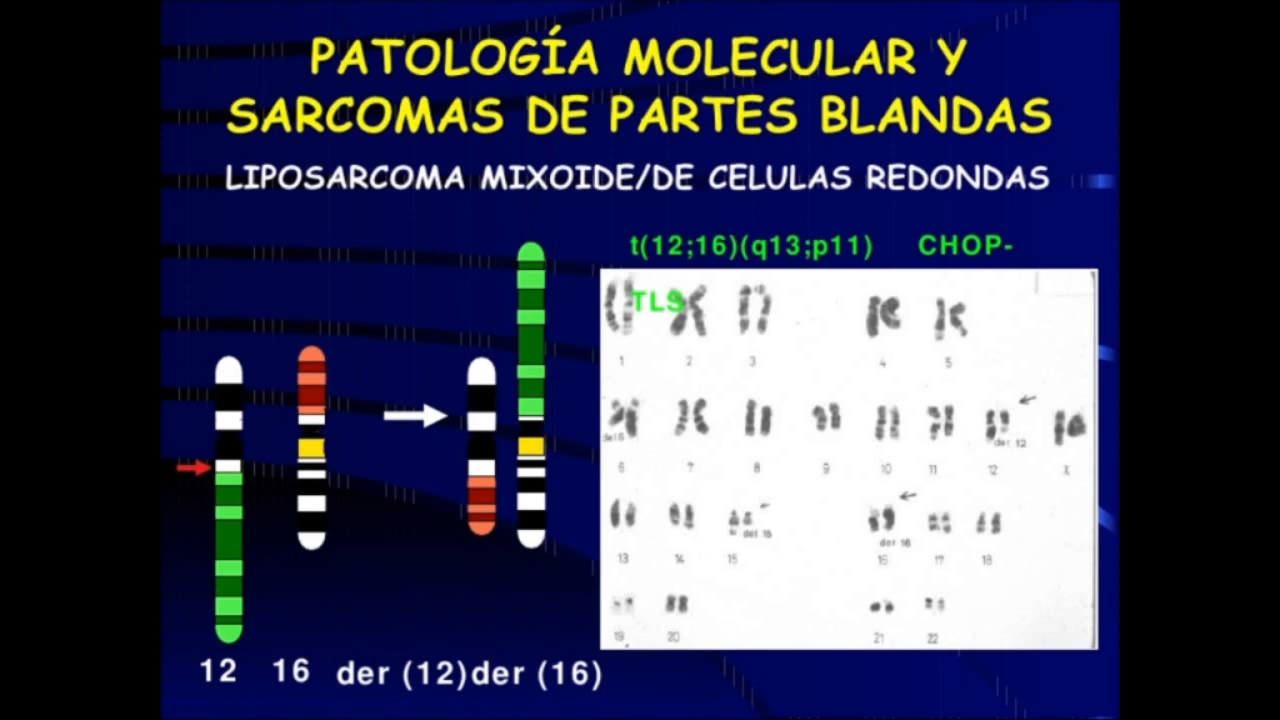 PATOLOGÍA MOLECULAR Y
SARCOMAS DE PARTES BLANDAS
LIPOSARCOMA MIXOIDE/DE CELULAS REDONDAS
t(12;16)(q13;p11) CHOP-
TLS
1 2 3 4 5
der 12
6 7 8 9 10 11 12 X
del 15
der 16
13 14 15 16 17 18
19 20 21 22
12 16 der (12)der (16)